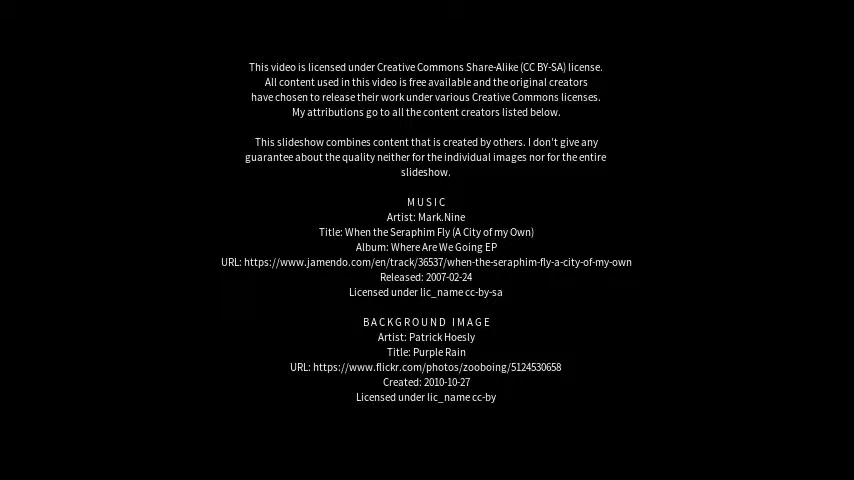 This video is licensed under Creative Commons Share-Alike (CC BY-SA) license.
All content used in this video is free available and the original creators
have chosen to release their work under various Creative Commons licenses.
My attributions go to all the content creators listed below.
This slideshow combines content that is created by others. I don't give any
guarantee about the quality neither for the individual images nor for the entire
slideshow.
MUSIC
Artist: Mark.Nine
Title: When the Seraphim Fly (A City of my Own)
Album: Where Are We Going EP
URL: https://www.jamendo.com/en/track/36537/when-the-seraphim-fly-a-city-of-my-own
Released: 2007-02-24
Licensed under lic_name cc-by-sa
BACKGROUND IMAGE
Artist: Patrick Hoesly
Title: Purple Rain
URL: https://www.flickr.com/photos/zooboing/5124530658
Created: 2010-10-27
Licensed under lic_name cc-by